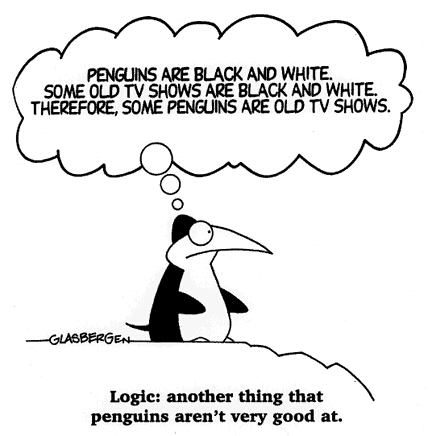 PENGUINS ARE BLACK AND WHITE.
SOME OLD TV SHOWS ARE BLACK AND WHITE.
THEREFORE, SOME PENGUINS ARE OLD TV SHOWS.
GLASBERGEN
Logic: another thing that
penguins aren't very good at.